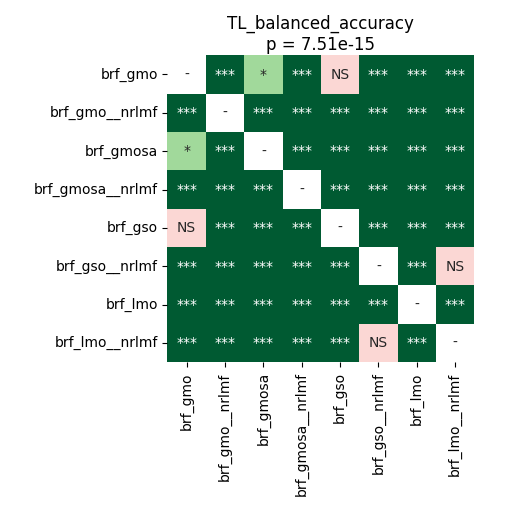 TL_balanced_accuracy
p = 7.51e-15
brf_gmo - *** * *** NS *** *** ***
brf_gmo__nrlmf *** - *** *** *** *** *** ***
brf_gmosa * *** - *** *** *** *** ***
brf_gmosa__nrlmf *** *** *** - *** *** *** ***
brf_gso NS *** *** *** - *** *** ***
brf_gso__nrlmf *** *** *** *** *** - *** NS
brf_lmo *** *** *** *** *** *** - ***
brf_lmo__nrlmf *** *** *** *** *** NS *** -
brf_gmo
brf_gmo__nrlmf
brf_gmosa
brf_gmosa__nrlmf
brf_gso
brf_gso__nrlmf
brf_lmo
brf_lmo__nrlmf